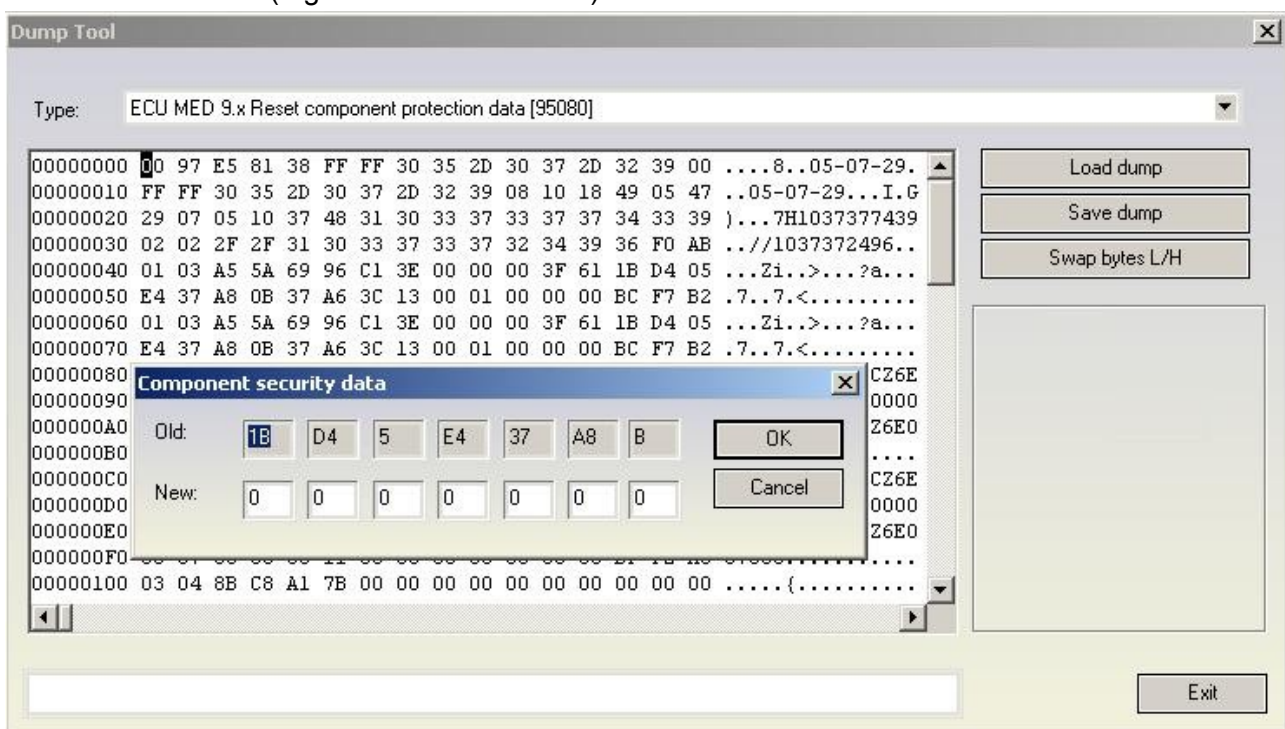 Dump Tool
Type: ECU MED 9.x Reset component protection data [95080]
00000000 00 97 E5 81 38 FF FF 30 35 2D 30 37 2D 32 39 00 ....8..05-07-29.
00000010 FF FF 30 35 2D 30 37 2D 32 39 08 10 18 49 05 47 ..05-07-29...I.G
00000020 29 07 05 10 37 48 31 30 33 37 33 37 37 34 33 39 )...7H1037377439
00000030 02 02 2F 2F 31 30 33 37 33 37 32 34 39 36 F0 AB ..//1037372496..
00000040 01 03 A5 5A 69 96 C1 3E 00 00 00 3F 61 1B D4 05 ...Zi..>...?a...
00000050 E4 37 A8 0B 37 A6 3C 13 00 01 00 00 00 BC F7 B2 .7..7.<.........
00000060 01 03 A5 5A 69 96 C1 3E 00 00 00 3F 61 1B D4 05 ...Zi..>...?a...
00000070 E4 37 A8 0B 37 A6 3C 13 00 01 00 00 00 BC F7 B2 .7..7.<.........
00000080 CZ6E
00000090 0000
000000A0 Z6E0
000000B0 ....
000000C0 CZ6E
000000D0 0000
000000E0 Z6E0
000000F0
00000100 03 04 8B C8 A1 7B 00 00 00 00 00 00 00 00 00 00 .....{..........
Component security data
Old: 1B D4 5 E4 37 A8 B
New: 0 0 0 0 0 0 0
OK
Cancel
Load dump
Save dump
Swap bytes L/H
Exit